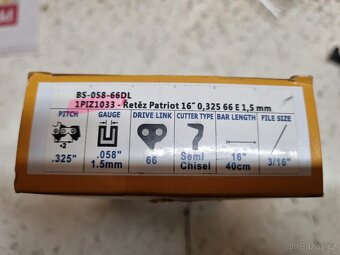 BS-058-66DL
1PIZ1033 - Řetěz Patriot 16" 0,325 66 E 1,5 mm
PITCH GAUGE DRIVE LINK CUTTER TYPE BAR LENGTH FILE SIZE
÷2
.325" .058" 1.5mm 66 Semi Chisel 16" 40cm 3/16"